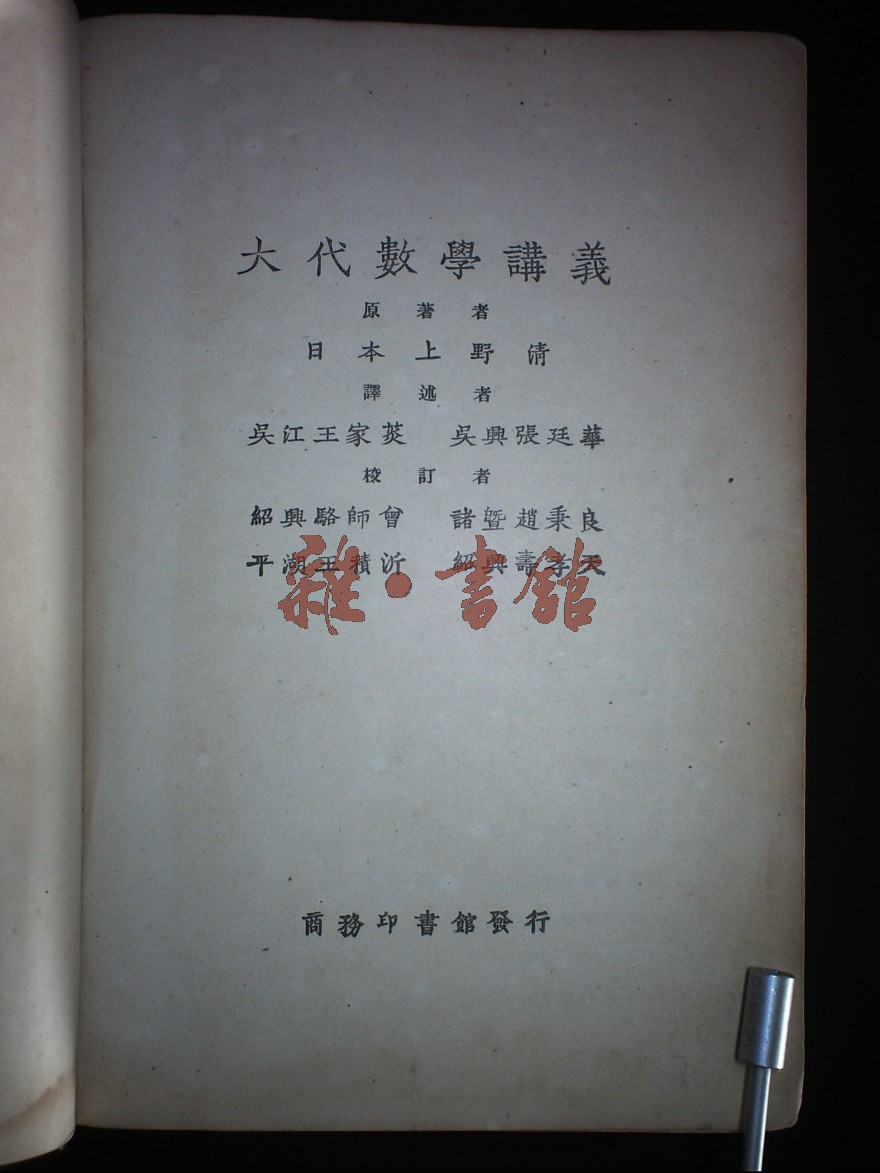 大代數學講義
原著者
日本上野清
譯述者
吳江王家菼 吳興張廷華
校訂者
紹興駱師曾 諸暨趙秉良
平湖王積沂 紹興壽孝天
雜·書館
商務印書館發行